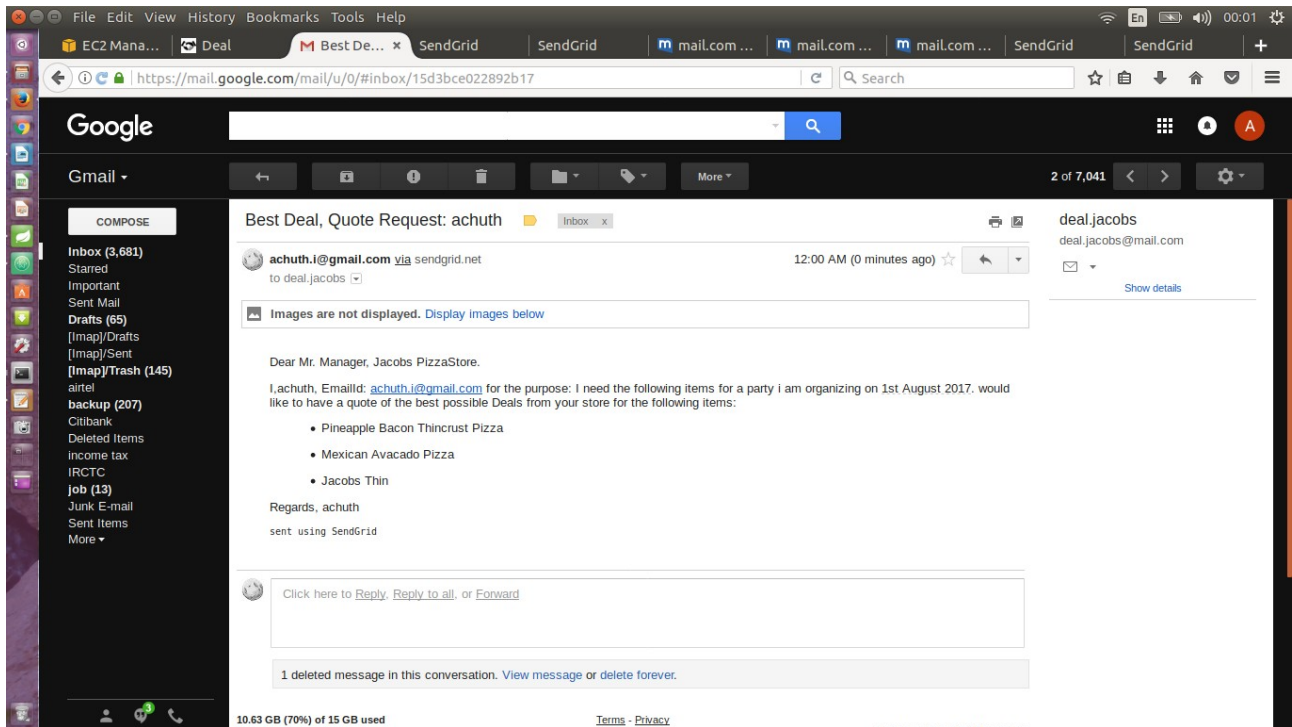 File Edit View History Bookmarks Tools Help
En 00:01
EC2 Mana... Deal Best De... × SendGrid SendGrid mail.com ... mail.com ... mail.com ... SendGrid SendGrid +
https://mail.google.com/mail/u/0/#inbox/15d3bce022892b17 Search
Google A
Gmail More 2 of 7,041
COMPOSE
Inbox (3,681)
Starred
Important
Sent Mail
Drafts (65)
[Imap]/Drafts
[Imap]/Sent
[Imap]/Trash (145)
airtel
backup (207)
Citibank
Deleted Items
income tax
IRCTC
job (13)
Junk E-mail
Sent Items
More
3
Best Deal, Quote Request: achuth Inbox x
achuth.i@gmail.com via sendgrid.net 12:00 AM (0 minutes ago)
to deal.jacobs
Images are not displayed. Display images below
Dear Mr. Manager, Jacobs PizzaStore.
I,achuth, EmailId: achuth.i@gmail.com for the purpose: I need the following items for a party i am organizing on 1st August 2017. would
like to have a quote of the best possible Deals from your store for the following items:
• Pineapple Bacon Thincrust Pizza
• Mexican Avacado Pizza
• Jacobs Thin
Regards, achuth
sent using SendGrid
Click here to Reply, Reply to all, or Forward
1 deleted message in this conversation. View message or delete forever.
10.63 GB (70%) of 15 GB used Terms - Privacy
deal.jacobs
deal.jacobs@mail.com
Show details